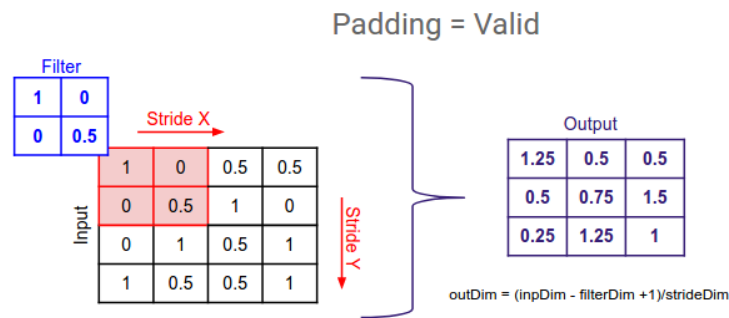 Padding = Valid
Filter
1 0
0 0.5
Stride X
Input
1 0 0.5 0.5
0 0.5 1 0
0 1 0.5 1
1 0.5 0.5 1
Stride Y
Output
1.25 0.5 0.5
0.5 0.75 1.5
0.25 1.25 1
outDim = (inpDim - filterDim +1)/strideDim